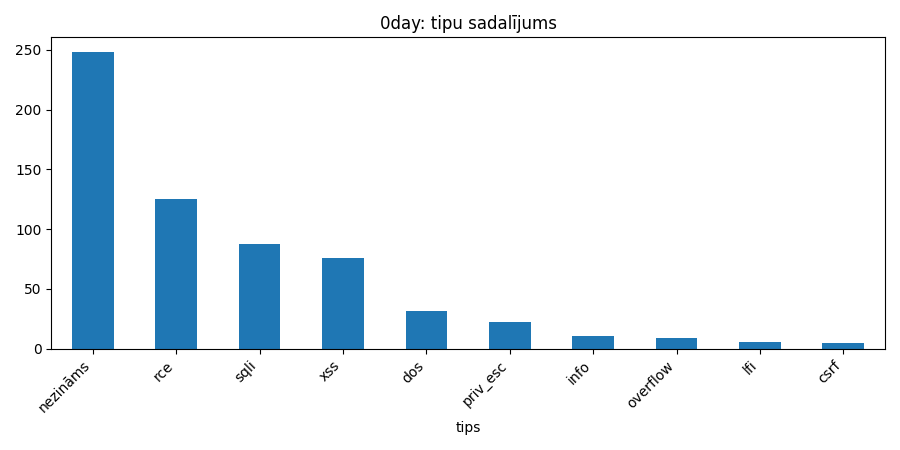 0day: tipu sadalījums
250
200
150
100
50
0
nezināms
rce
sqli
xss
dos
priv_esc
info
overflow
lfi
csrf
tips